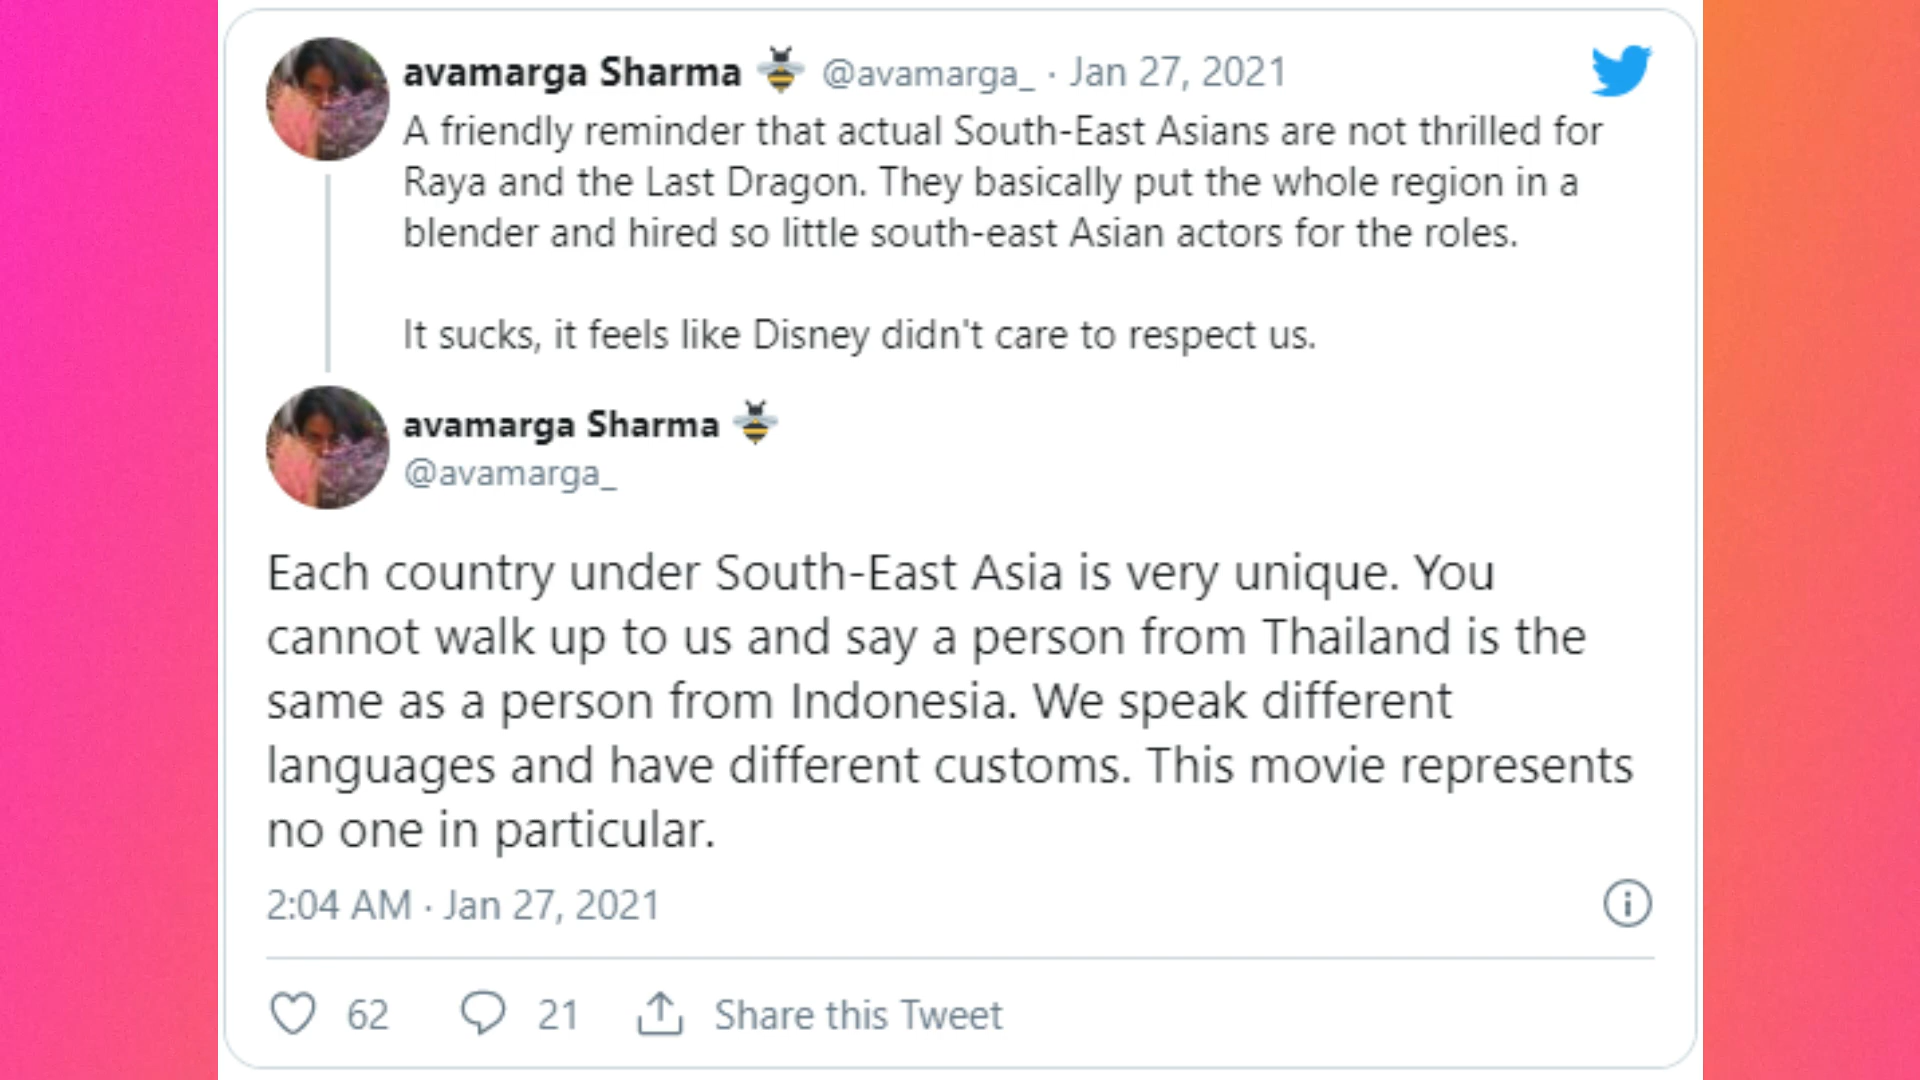 avamarga Sharma 🐝 @avamarga_ · Jan 27, 2021
A friendly reminder that actual South-East Asians are not thrilled for
Raya and the Last Dragon. They basically put the whole region in a
blender and hired so little south-east Asian actors for the roles.
It sucks, it feels like Disney didn't care to respect us.
avamarga Sharma 🐝
@avamarga_
Each country under South-East Asia is very unique. You
cannot walk up to us and say a person from Thailand is the
same as a person from Indonesia. We speak different
languages and have different customs. This movie represents
no one in particular.
2:04 AM · Jan 27, 2021
62 21 Share this Tweet